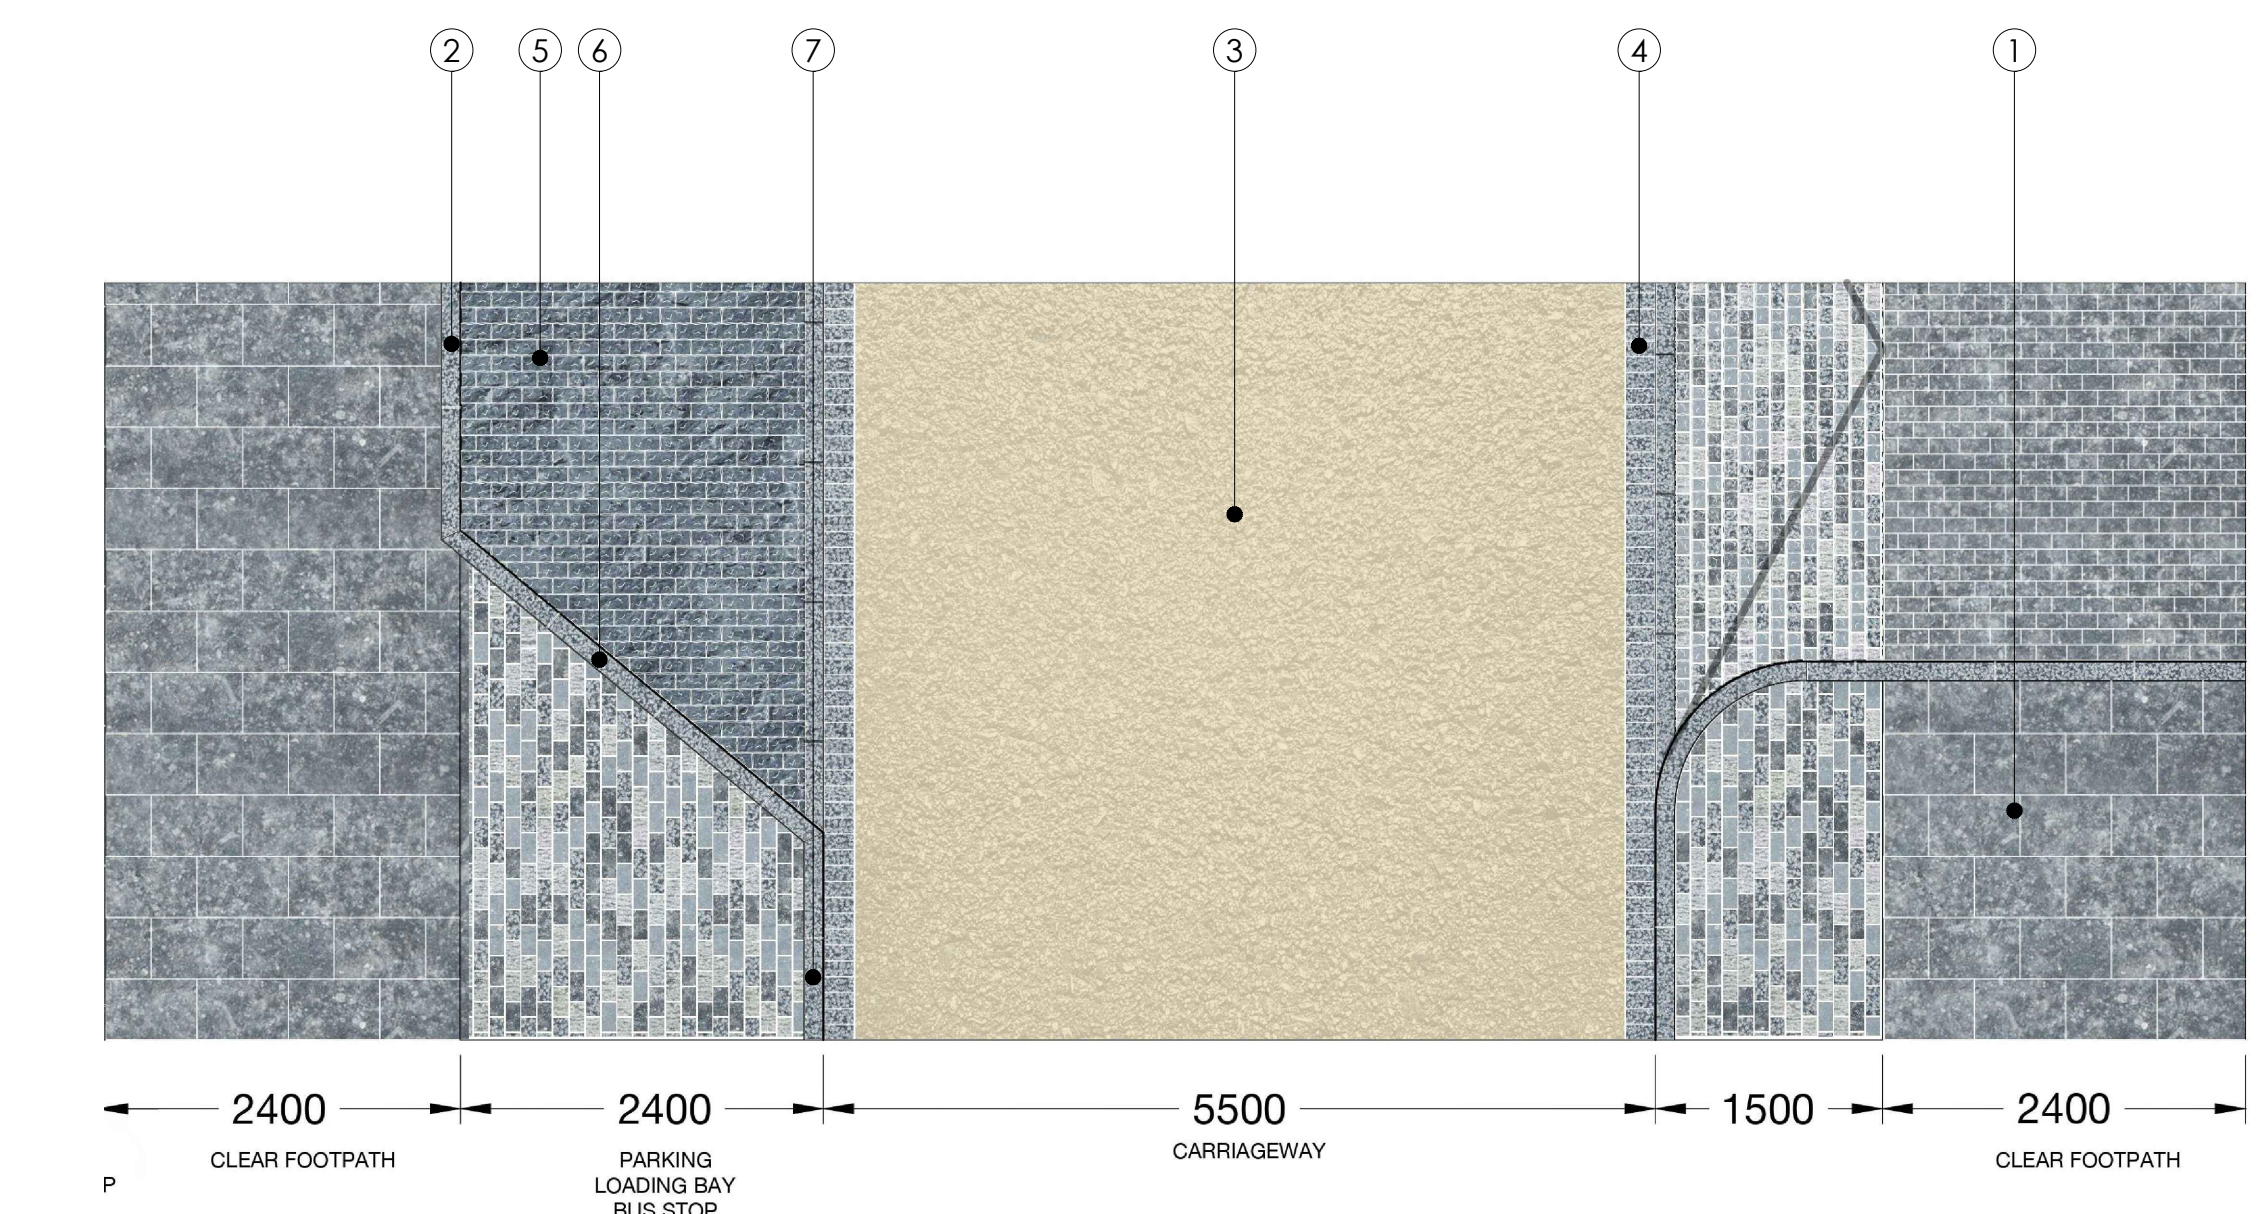 2 5 6 7 3 4 1
2400 2400 5500 1500 2400
CLEAR FOOTPATH PARKING CARRIAGEWAY CLEAR FOOTPATH
P LOADING BAY
BUS STOP